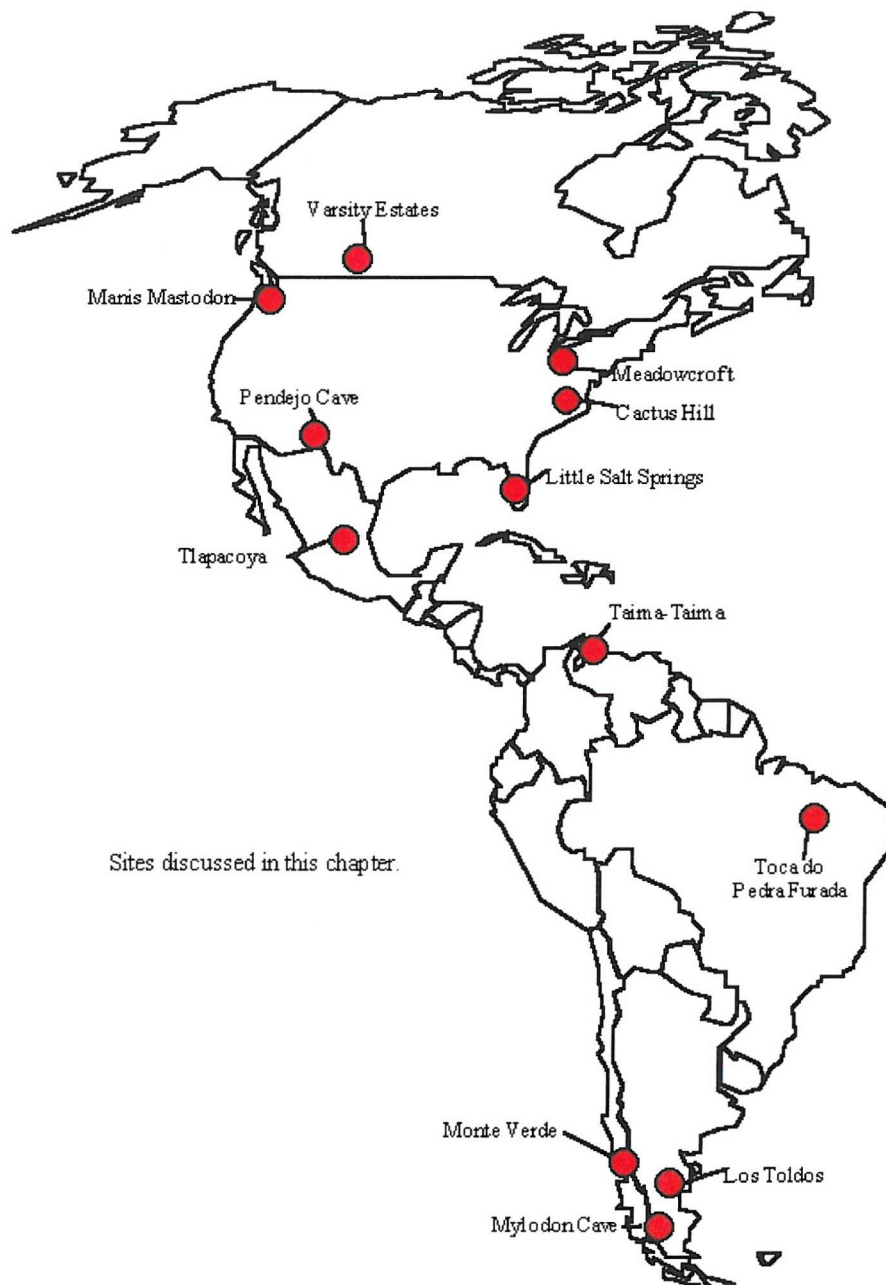 Varsity Estates
Manis Mastodon
Meadowcroft
Pendejo Cave
Cactus Hill
Little Salt Springs
Tlapacoya
Taima-Taima
Sites discussed in this chapter.
Toca do
Pedra Furada
Monte Verde
Los Toldos
Mylodon Cave